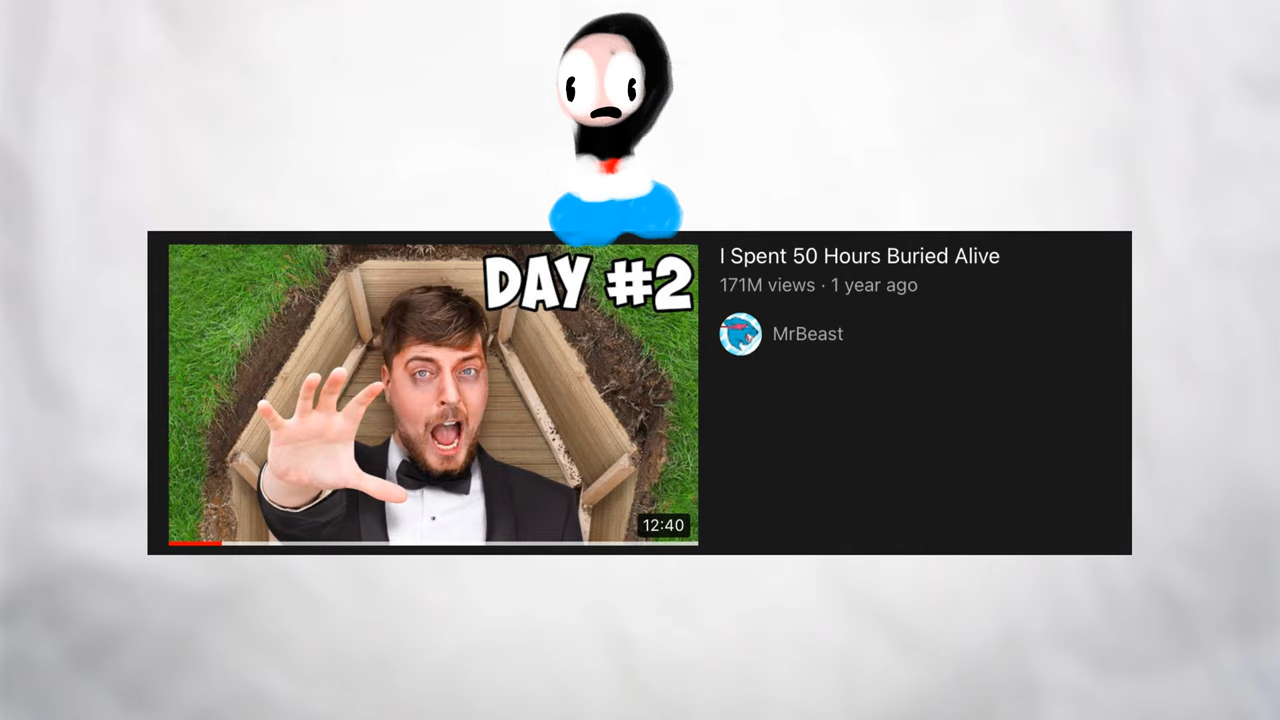 DAY #2
12:40
I Spent 50 Hours Buried Alive
171M views · 1 year ago
MrBeast